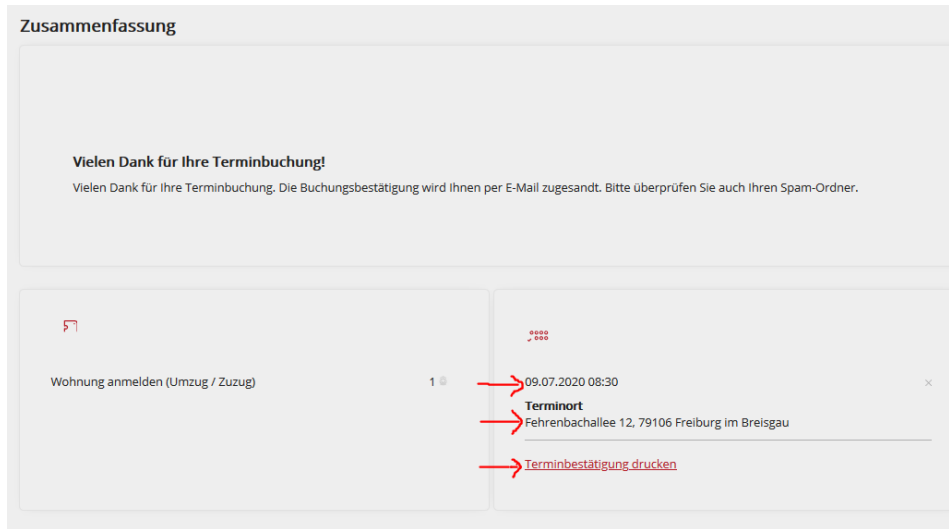 Zusammenfassung
Vielen Dank für Ihre Terminbuchung!
Vielen Dank für Ihre Terminbuchung. Die Buchungsbestätigung wird Ihnen per E-Mail zugesandt. Bitte überprüfen Sie auch Ihren Spam-Ordner.
Wohnung anmelden (Umzug / Zuzug) 1
09.07.2020 08:30
Terminort
Fehrenbachallee 12, 79106 Freiburg im Breisgau
Terminbestätigung drucken